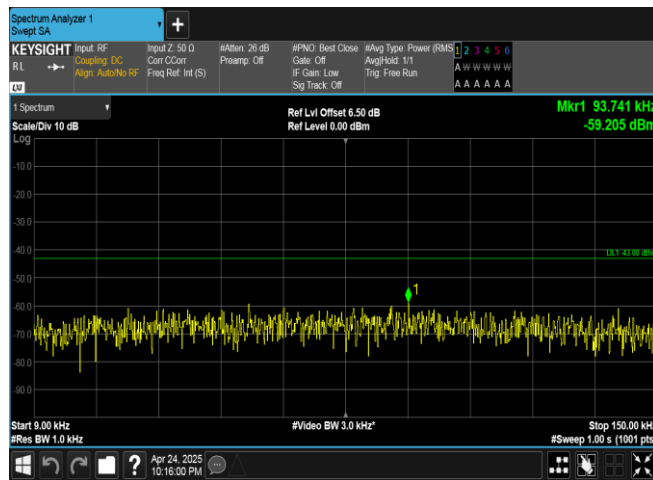 Spectrum Analyzer 1
Swept SA
+
KEYSIGHT Input: RF Input Z: 50 Ω #Atten: 26 dB #PNO: Best Close #Avg Type: Power (RMS 1 2 3 4 5 6
RL Coupling: DC Corr CCorr Preamp: Off Gate: Off Avg|Hold: 1/1 A W W W W W
Align: Auto/No RF Freq Ref: Int (S) IF Gain: Low Trig: Free Run
LXI Sig Track: Off A A A A A A
1 Spectrum Ref Lvl Offset 6.50 dB Mkr1 93.741 kHz
Scale/Div 10 dB Ref Level 0.00 dBm -59.205 dBm
Log
-10.0
-20.0
-30.0
-40.0
DL1 -43.00 dBm
-50.0
1
-60.0
-70.0
-80.0
-90.0
Start 9.00 kHz #Video BW 3.0 kHz* Stop 150.00 kHz
#Res BW 1.0 kHz #Sweep 1.00 s (1001 pts
? Apr 24, 2025
10:16:00 PM